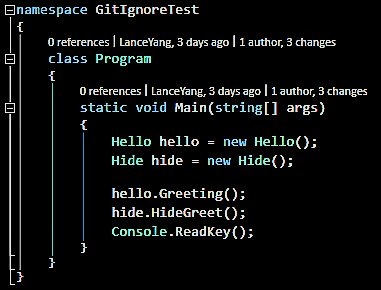 namespace GitIgnoreTest
{
0 references | LanceYang, 3 days ago | 1 author, 3 changes
class Program
{
0 references | LanceYang, 3 days ago | 1 author, 3 changes
static void Main(string[] args)
{
Hello hello = new Hello();
Hide hide = new Hide();
hello.Greeting();
hide.HideGreet();
Console.ReadKey();
}
}
}